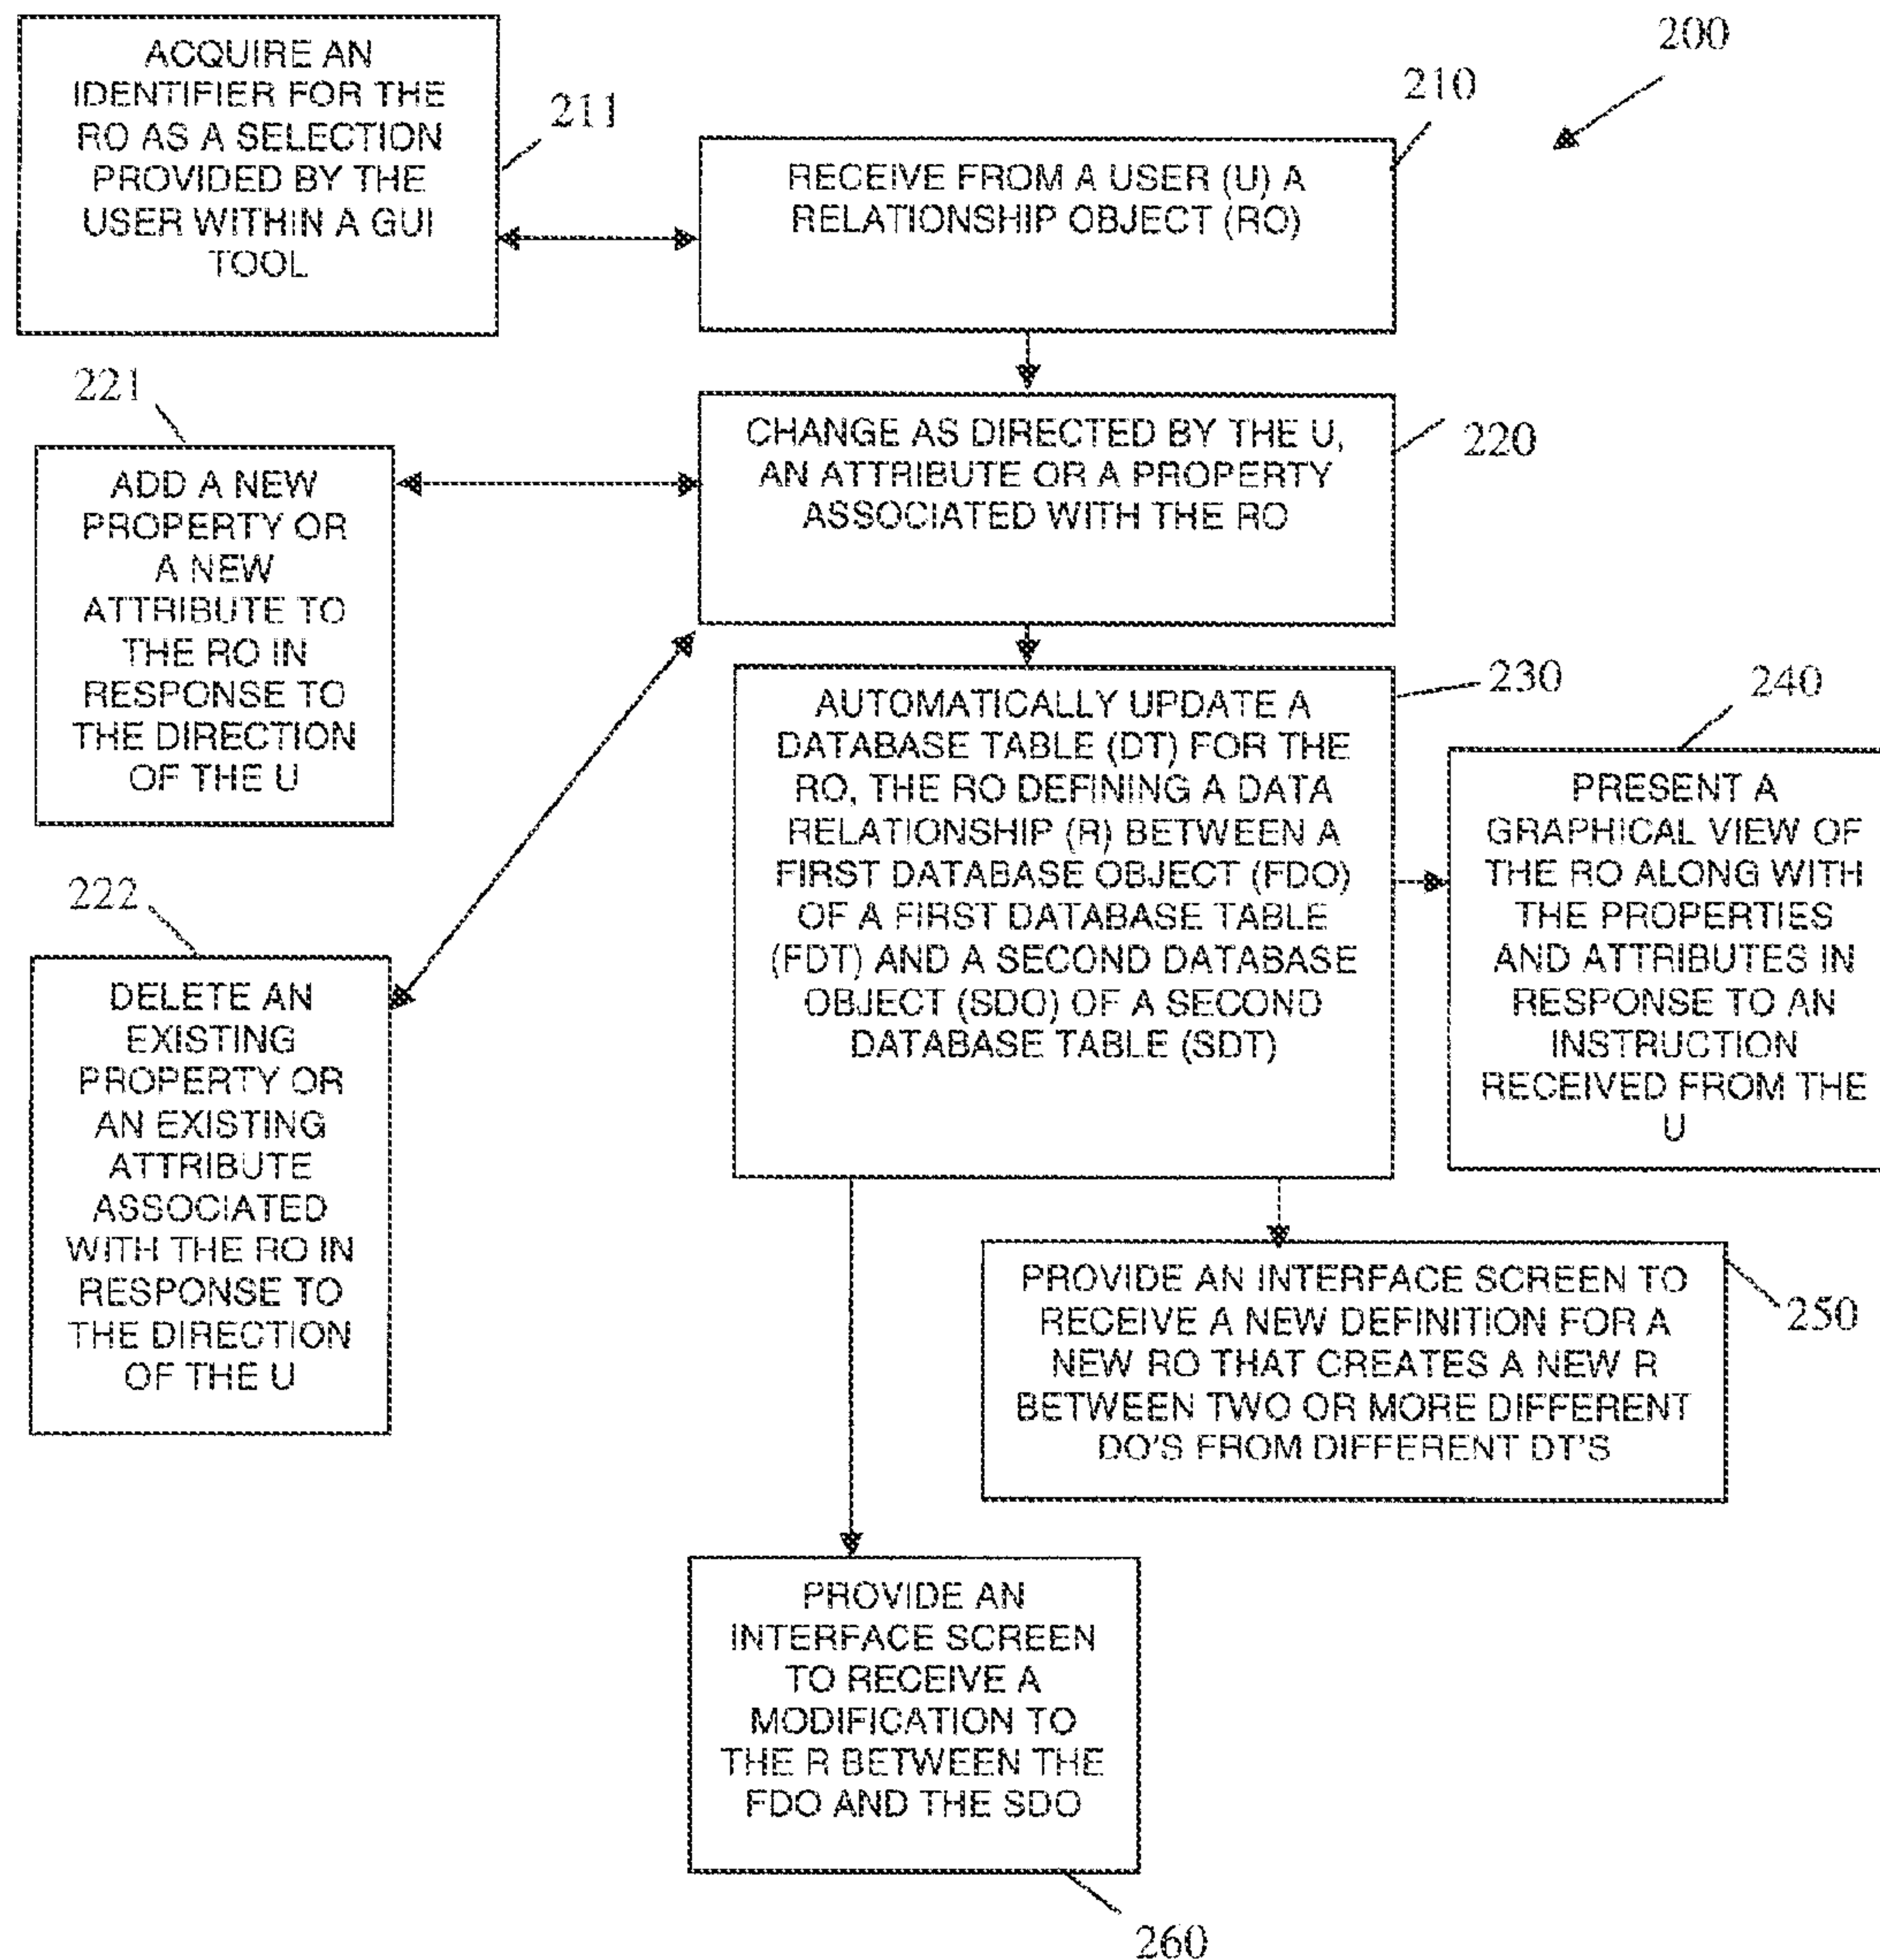 200
ACQUIRE AN
IDENTIFIER FOR THE
RO AS A SELECTION
PROVIDED BY THE
USER WITHIN A GUI
TOOL
211
210
RECEIVE FROM A USER (U) A
RELATIONSHIP OBJECT (RO)
220
CHANGE AS DIRECTED BY THE U,
AN ATTRIBUTE OR A PROPERTY
ASSOCIATED WITH THE RO
221
ADD A NEW
PROPERTY OR
A NEW
ATTRIBUTE TO
THE RO IN
RESPONSE TO
THE DIRECTION
OF THE U
222
DELETE AN
EXISTING
PROPERTY OR
AN EXISTING
ATTRIBUTE
ASSOCIATED
WITH THE RO IN
RESPONSE TO
THE DIRECTION
OF THE U
230
AUTOMATICALLY UPDATE A
DATABASE TABLE (DT) FOR THE
RO, THE RO DEFINING A DATA
RELATIONSHIP (R) BETWEEN A
FIRST DATABASE OBJECT (FDO)
OF A FIRST DATABASE TABLE
(FDT) AND A SECOND DATABASE
OBJECT (SDO) OF A SECOND
DATABASE TABLE (SDT)
240
PRESENT A
GRAPHICAL VIEW OF
THE RO ALONG WITH
THE PROPERTIES
AND ATTRIBUTES IN
RESPONSE TO AN
INSTRUCTION
RECEIVED FROM THE
U
250
PROVIDE AN INTERFACE SCREEN TO
RECEIVE A NEW DEFINITION FOR A
NEW RO THAT CREATES A NEW R
BETWEEN TWO OR MORE DIFFERENT
DO'S FROM DIFFERENT DT'S
PROVIDE AN
INTERFACE SCREEN
TO RECEIVE A
MODIFICATION TO
THE R BETWEEN THE
FDO AND THE SDO
260